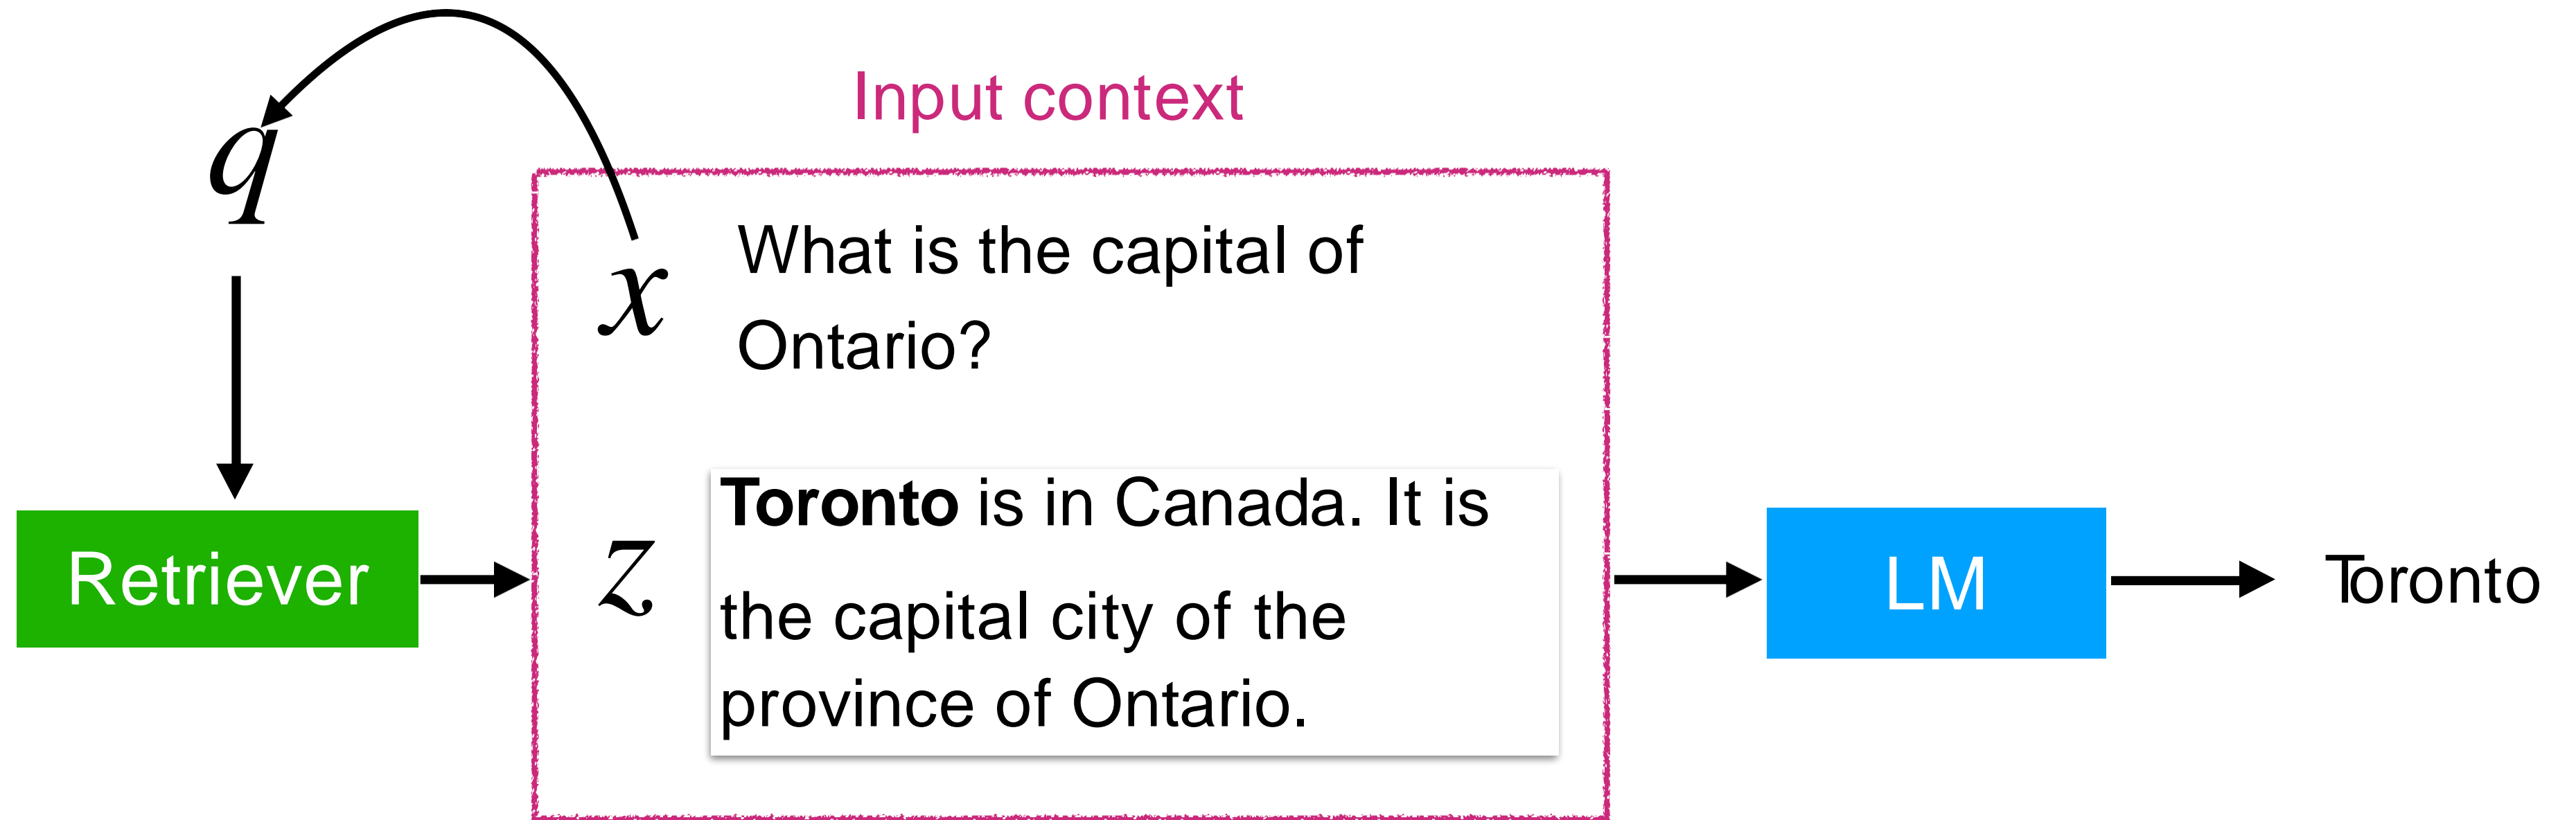 Input context
q
x
What is the capital of
Ontario?
Retriever
z
Toronto is in Canada. It is
the capital city of the
province of Ontario.
LM
Toronto